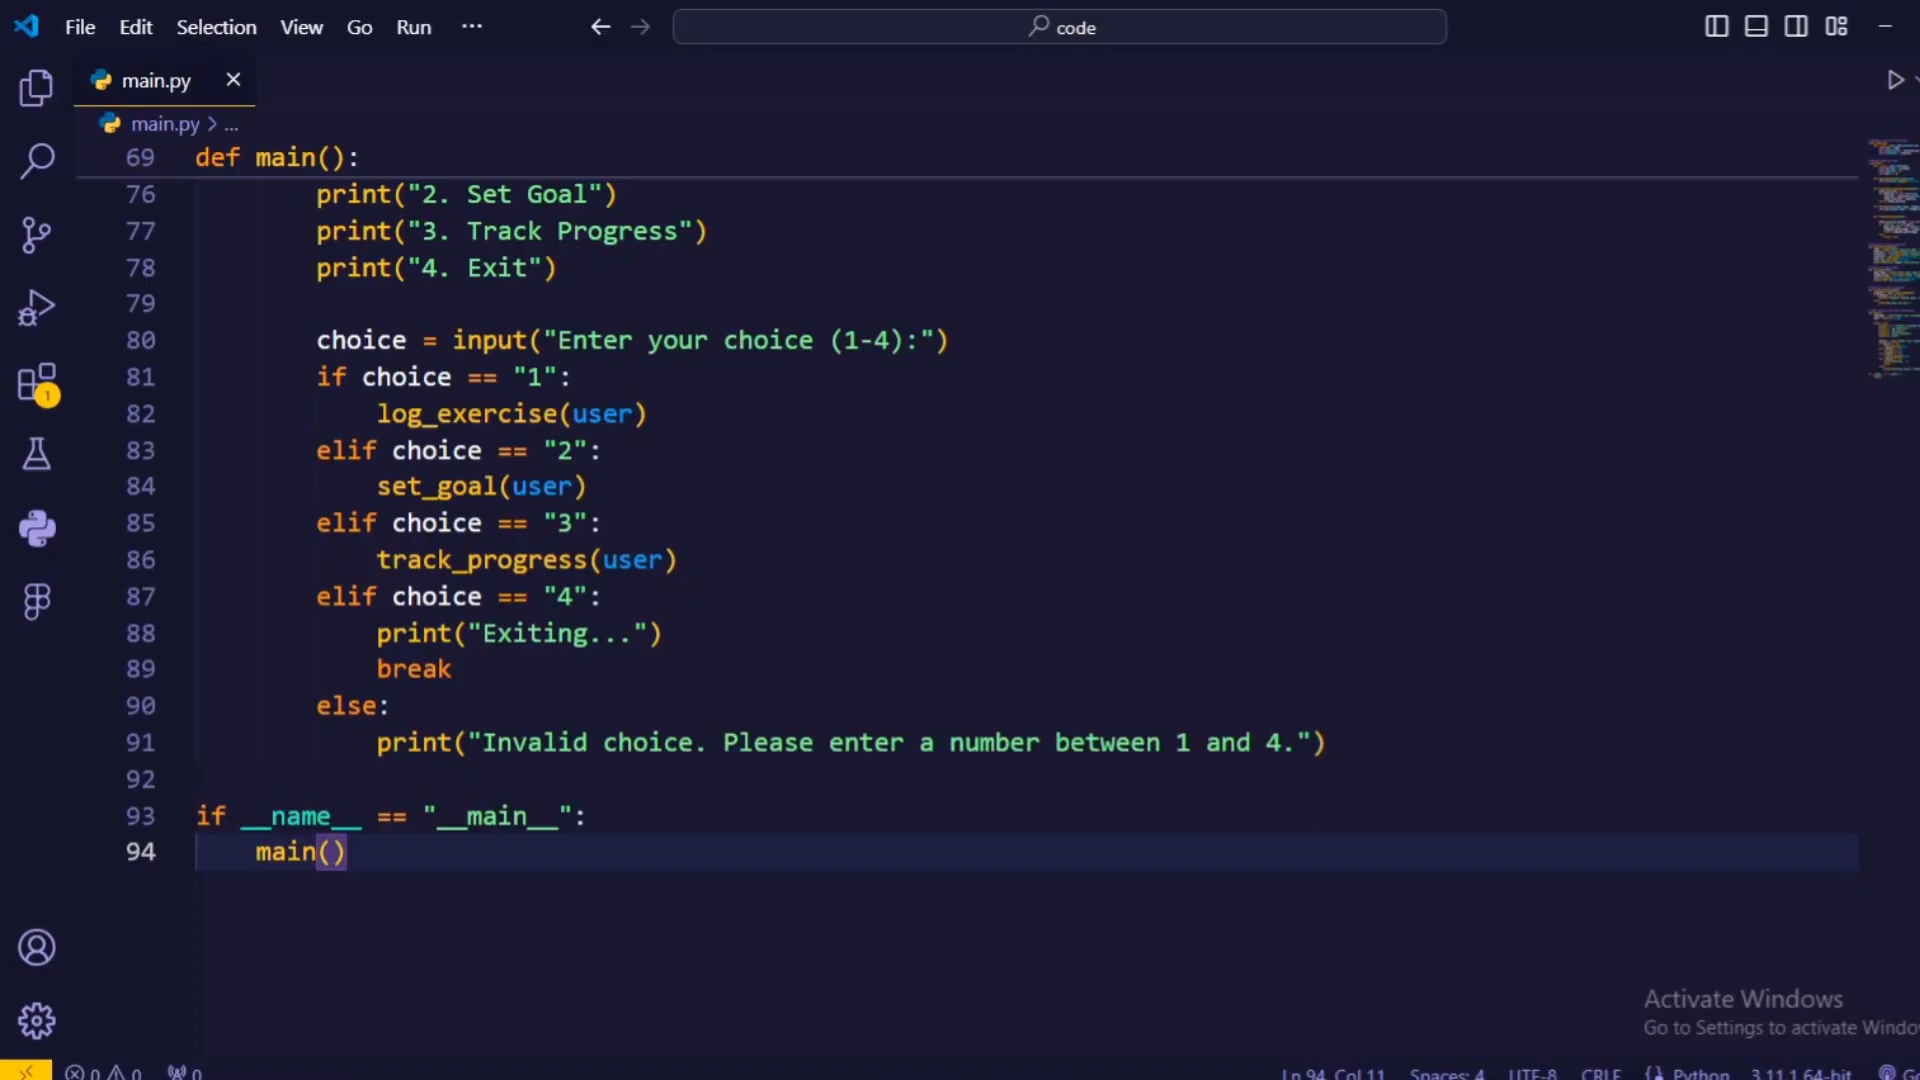 File Edit Selection View Go Run ··· code
main.py
main.py > ...
69 def main():
76 print("2. Set Goal")
77 print("3. Track Progress")
78 print("4. Exit")
79
80 choice = input("Enter your choice (1-4):")
81 if choice == "1":
82 log_exercise(user)
83 elif choice == "2":
84 set_goal(user)
85 elif choice == "3":
86 track_progress(user)
87 elif choice == "4":
88 print("Exiting...")
89 break
90 else:
91 print("Invalid choice. Please enter a number between 1 and 4.")
92
93 if __name__ == "__main__":
94 main()
1
Activate Windows
Go to Settings to activate Windo
0 0 0 Ln 94, Col 11 Spaces: 4 UTF-8 CRLF Python 3.11.1 64-bit Go